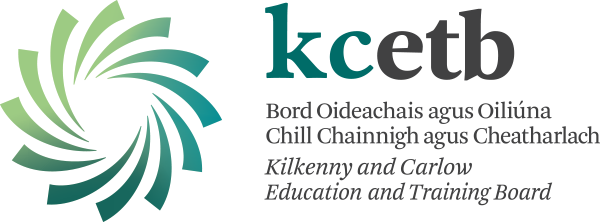 kcetb
Bord Oideachais agus Oiliúna
Chill Chainnigh agus Cheatharlach
Kilkenny and Carlow
Education and Training Board